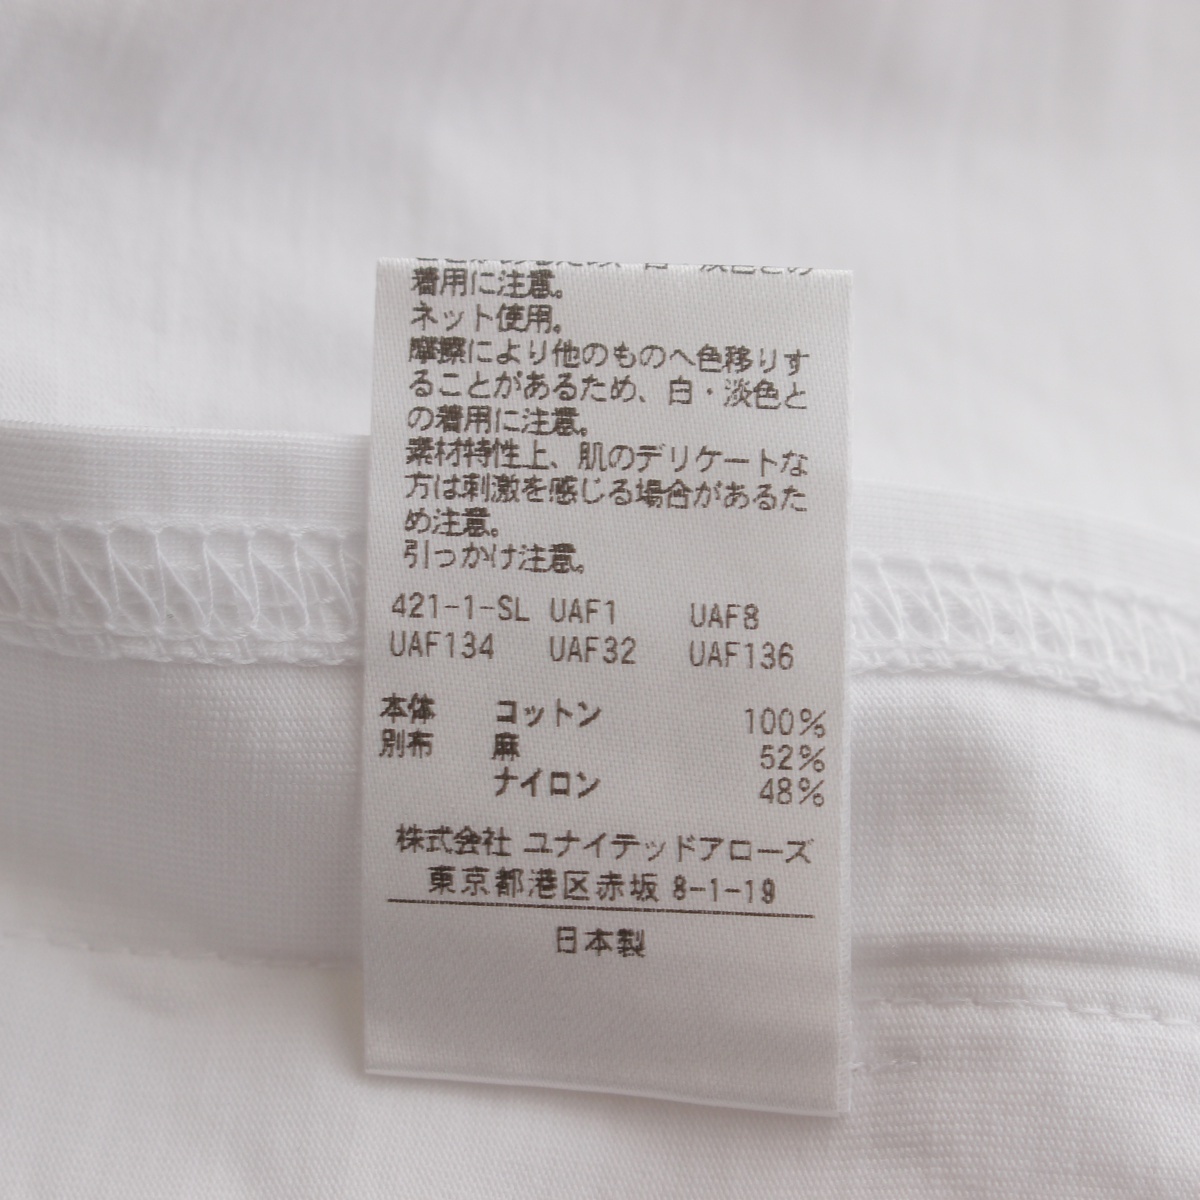 着用に注意。
ネット使用。
摩擦により他のものへ色移りす
ることがあるため、白・淡色と
の着用に注意。
素材特性上、肌のデリケートな
方は刺激を感じる場合があるた
め注意。
引っかけ注意。
421-1-SL UAF1 UAF8
UAF134 UAF32 UAF136
本体 コットン 100%
別布 麻 52%
ナイロン 48%
株式会社 ユナイテッドアローズ
東京都港区赤坂 8-1-19
日本製